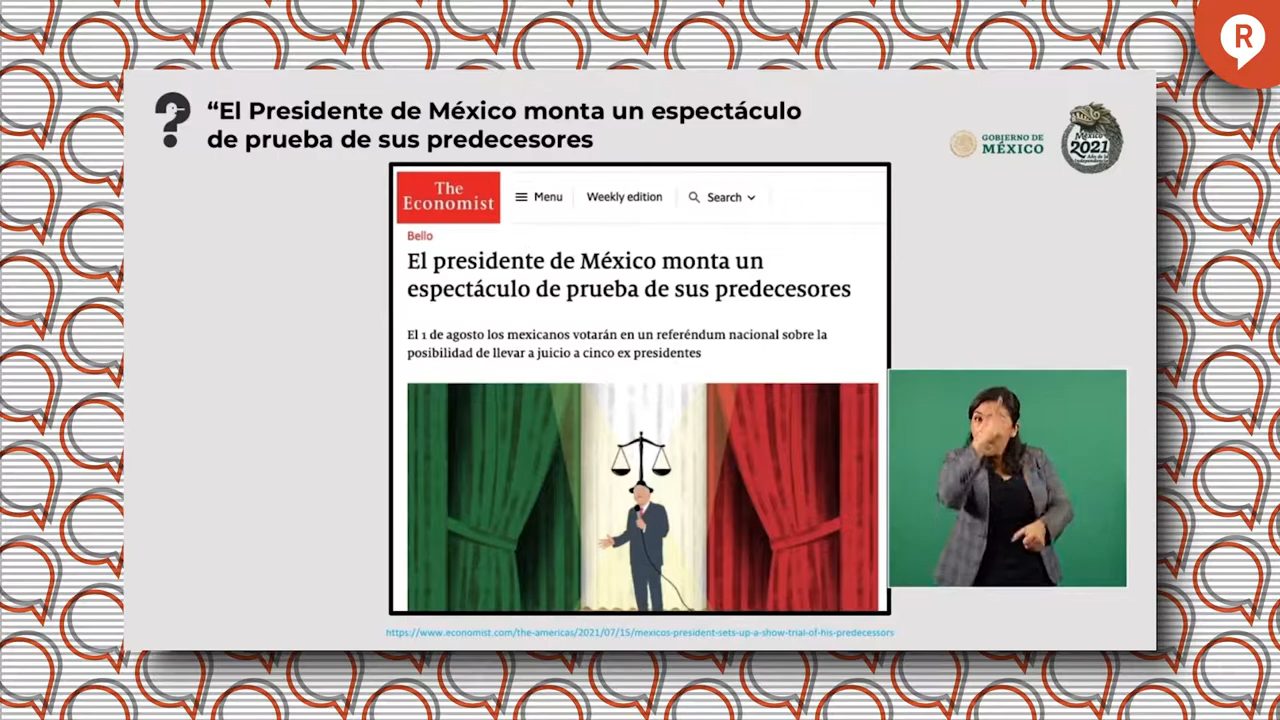 R
“El Presidente de México monta un espectáculo
de prueba de sus predecesores
GOBIERNO DE
MÉXICO
México
2021
The
Economist
Menu
Weekly edition
Search
Bello
El presidente de México monta un
espectáculo de prueba de sus predecesores
El 1 de agosto los mexicanos votarán en un referéndum nacional sobre la
posibilidad de llevar a juicio a cinco ex presidentes
https://www.economist.com/the-americas/2021/07/15/mexicos-president-sets-up-a-show-trial-of-his-predecessors